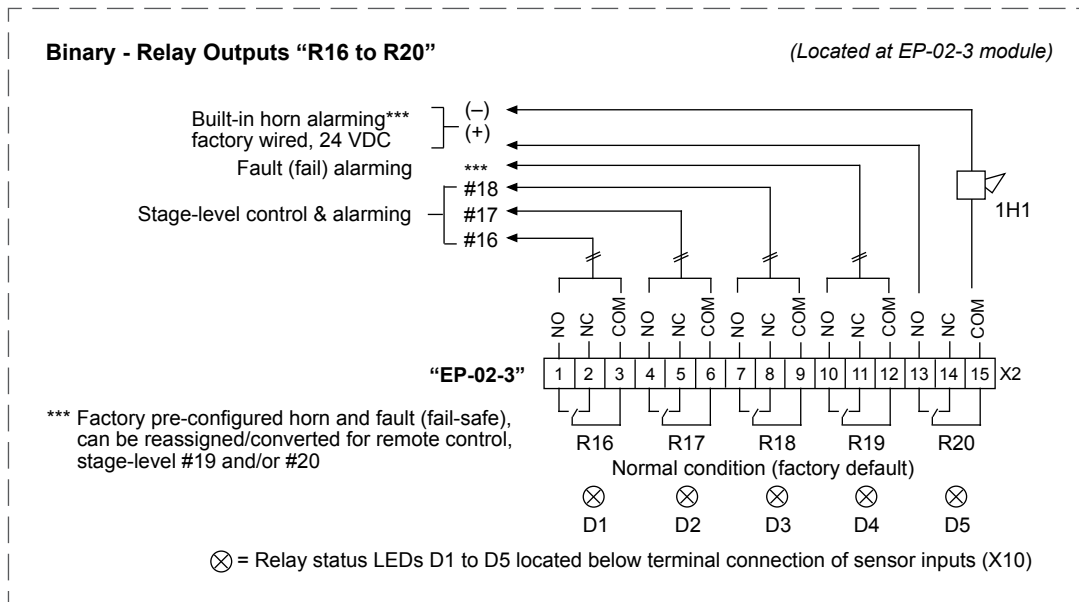 Binary - Relay Outputs “R16 to R20”
(Located at EP-02-3 module)
Built-in horn alarming***
factory wired, 24 VDC
(–)
(+)
Fault (fail) alarming
***
Stage-level control & alarming
#18
#17
#16
1H1
NO NC COM NO NC COM NO NC COM NO NC COM NO NC COM
“EP-02-3” 1 2 3 4 5 6 7 8 9 10 11 12 13 14 15 X2
*** Factory pre-configured horn and fault (fail-safe),
can be reassigned/converted for remote control,
stage-level #19 and/or #20
R16 R17 R18 R19 R20
Normal condition (factory default)
D1 D2 D3 D4 D5
= Relay status LEDs D1 to D5 located below terminal connection of sensor inputs (X10)